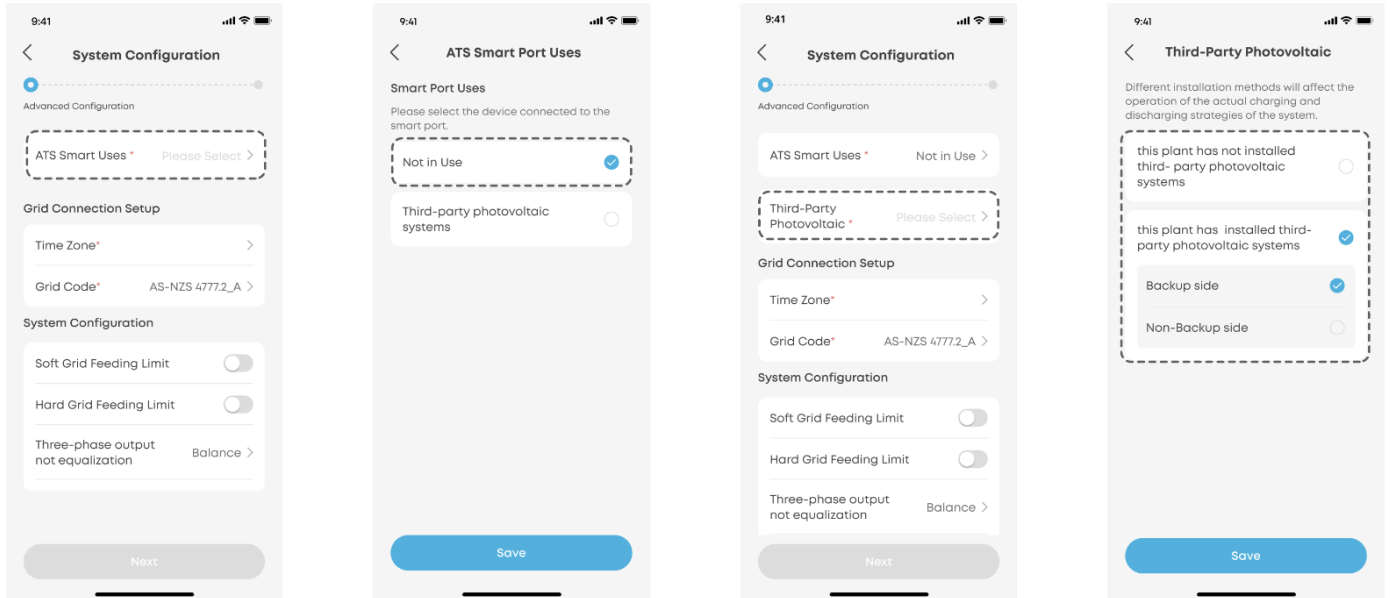 9:41
System Configuration
Advanced Configuration
ATS Smart Uses * Please Select >
Grid Connection Setup
Time Zone* >
Grid Code* AS-NZS 4777.2_A >
System Configuration
Soft Grid Feeding Limit
Hard Grid Feeding Limit
Three-phase output
not equalization Balance >
Next
9:41
ATS Smart Port Uses
Smart Port Uses
Please select the device connected to the
smart port.
Not in Use
Third-party photovoltaic
systems
Save
9:41
System Configuration
Advanced Configuration
ATS Smart Uses * Not in Use >
Third-Party
Photovoltaic * Please Select >
Grid Connection Setup
Time Zone* >
Grid Code* AS-NZS 4777.2_A >
System Configuration
Soft Grid Feeding Limit
Hard Grid Feeding Limit
Three-phase output
not equalization Balance >
Next
9:41
Third-Party Photovoltaic
Different installation methods will affect the
operation of the actual charging and
discharging strategies of the system.
this plant has not installed
third- party photovoltaic
systems
this plant has installed third-
party photovoltaic systems
Backup side
Non-Backup side
Save